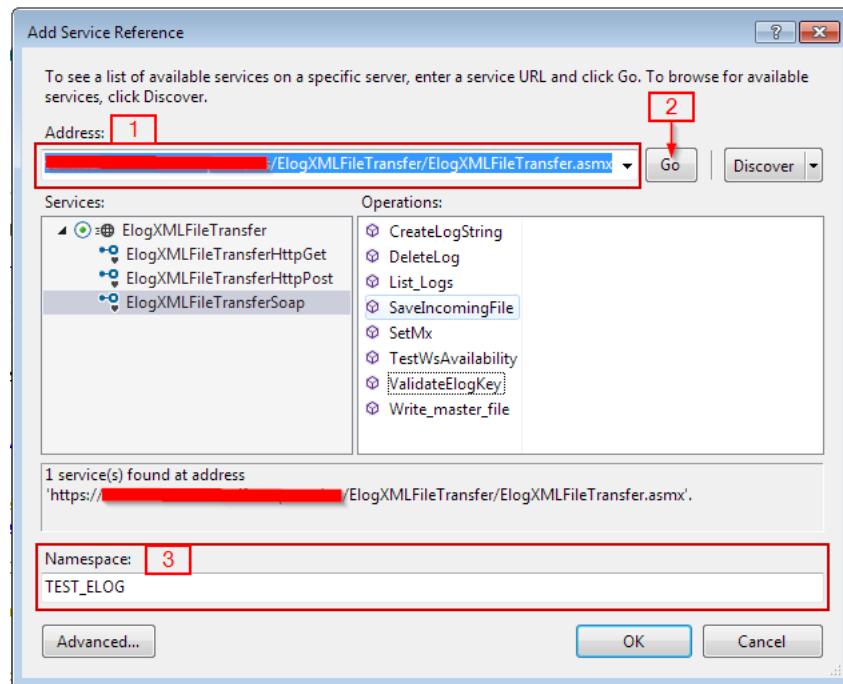 Add Service Reference
To see a list of available services on a specific server, enter a service URL and click Go. To browse for available
services, click Discover.
2
Address: 1
/ElogXMLFileTransfer/ElogXMLFileTransfer.asmx Go Discover
Services: Operations:
ElogXMLFileTransfer CreateLogString
ElogXMLFileTransferHttpGet DeleteLog
ElogXMLFileTransferHttpPost List_Logs
ElogXMLFileTransferSoap SaveIncomingFile
SetMx
TestWsAvailability
ValidateElogKey
Write_master_file
1 service(s) found at address
'https:// /ElogXMLFileTransfer/ElogXMLFileTransfer.asmx'.
Namespace: 3
TEST_ELOG
Advanced... OK Cancel